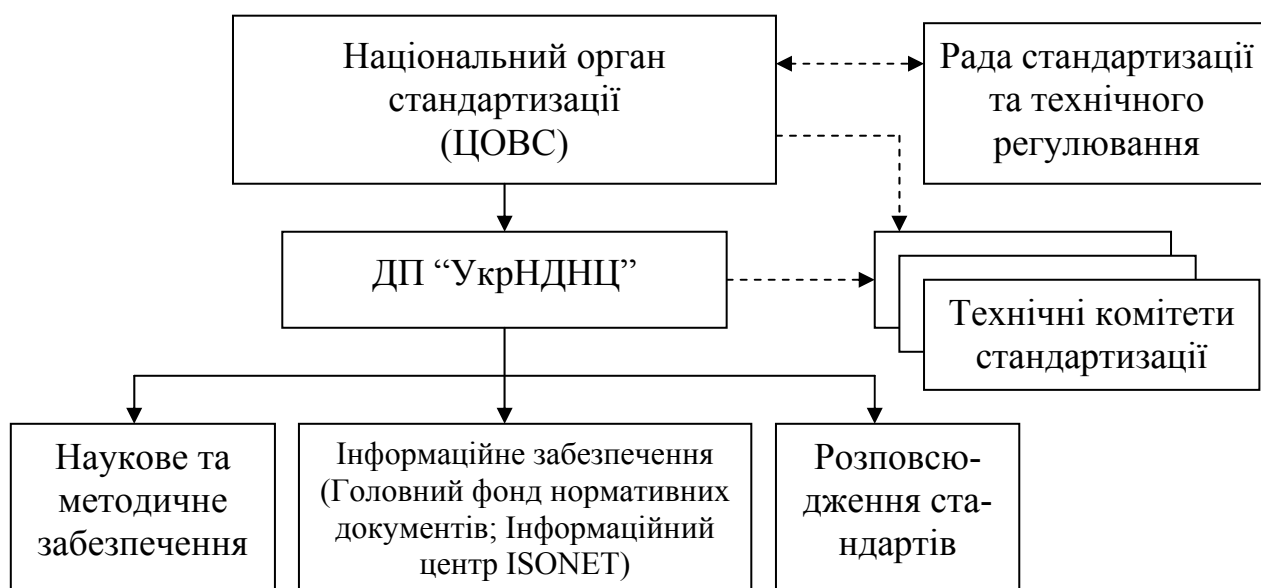 Національний орган
стандартизації
(ЦОВС)
Рада стандартизації
та технічного
регулювання
ДП “УкрНДНЦ”
Технічні комітети
стандартизації
Наукове та
методичне
забезпечення
Інформаційне забезпечення
(Головний фонд нормативних
документів; Інформаційний
центр ISONET)
Розповсю-
дження ста-
ндартів